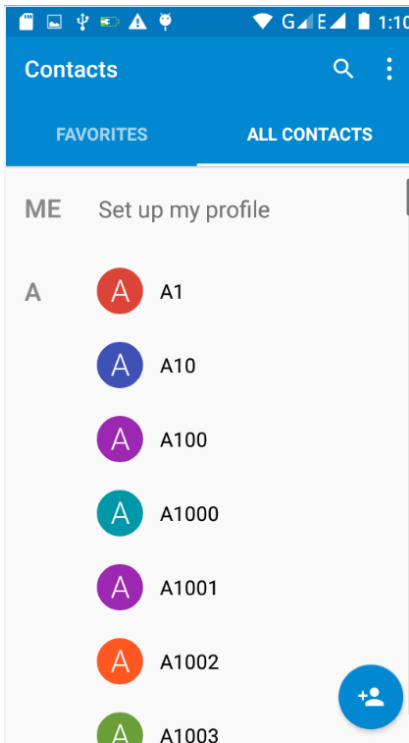 G E 1:10
Contacts
FAVORITES ALL CONTACTS
ME Set up my profile
A A A1
A A10
A A100
A A1000
A A1001
A A1002
A A1003